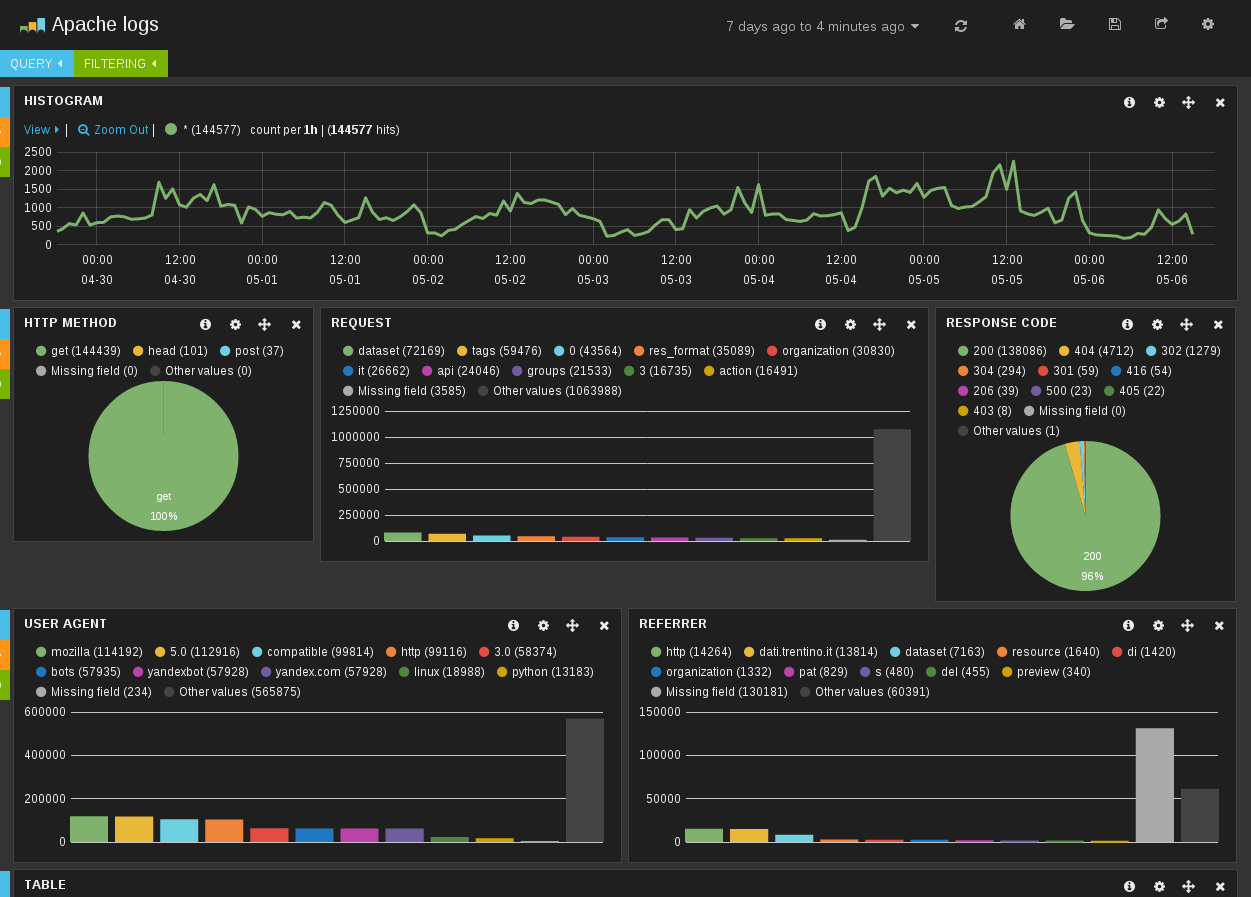 Apache logs
7 days ago to 4 minutes ago
QUERY FILTERING
HISTOGRAM
View | Zoom Out | * (144577) count per 1h | (144577 hits)
2500
2000
1500
1000
500
0
00:00 12:00 00:00 12:00 00:00 12:00 00:00 12:00 00:00 12:00 00:00 12:00 00:00 12:00
04-30 04-30 05-01 05-01 05-02 05-02 05-03 05-03 05-04 05-04 05-05 05-05 05-06 05-06
HTTP METHOD
get (144439) head (101) post (37)
Missing field (0) Other values (0)
get
100%
REQUEST
dataset (72169) tags (59476) 0 (43564) res_format (35089) organization (30830)
it (26662) api (24046) groups (21533) 3 (16735) action (16491)
Missing field (3585) Other values (1063988)
1250000
1000000
750000
500000
250000
0
RESPONSE CODE
200 (138086) 404 (4712) 302 (1279)
304 (294) 301 (59) 416 (54)
206 (39) 500 (23) 405 (22)
403 (8) Missing field (0)
Other values (1)
200
96%
USER AGENT
mozilla (114192) 5.0 (112916) compatible (99814) http (99116) 3.0 (58374)
bots (57935) yandexbot (57928) yandex.com (57928) linux (18988) python (13183)
Missing field (234) Other values (565875)
600000
400000
200000
0
REFERRER
http (14264) dati.trentino.it (13814) dataset (7163) resource (1640) di (1420)
organization (1332) pat (829) s (480) del (455) preview (340)
Missing field (130181) Other values (60391)
150000
100000
50000
0
TABLE